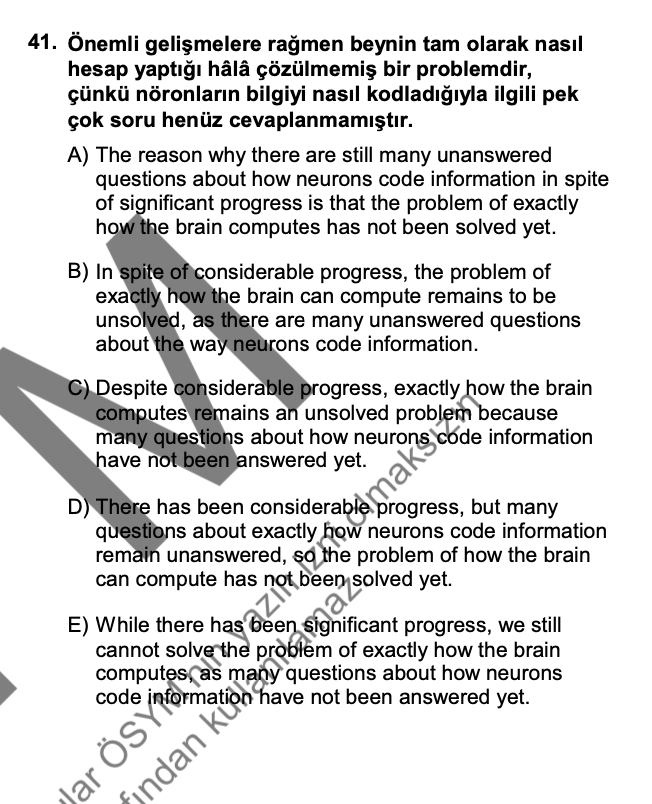 41. Önemli gelişmelere rağmen beynin tam olarak nasıl
hesap yaptığı hâlâ çözülmemiş bir problemdir,
çünkü nöronların bilgiyi nasıl kodladığıyla ilgili pek
çok soru henüz cevaplanmamıştır.
A) The reason why there are still many unanswered
questions about how neurons code information in spite
of significant progress is that the problem of exactly
how the brain computes has not been solved yet.
B) In spite of considerable progress, the problem of
exactly how the brain can compute remains to be
unsolved, as there are many unanswered questions
about the way neurons code information.
C) Despite considerable progress, exactly how the brain
computes remains an unsolved problem because
many questions about how neurons code information
have not been answered yet.
D) There has been considerable progress, but many
questions about exactly how neurons code information
remain unanswered, so the problem of how the brain
can compute has not been solved yet.
E) While there has been significant progress, we still
cannot solve the problem of exactly how the brain
computes, as many questions about how neurons
code information have not been answered yet.
M
lar ÖSYM'nin yazılı izni olmaksızın
fından kullanılamaz